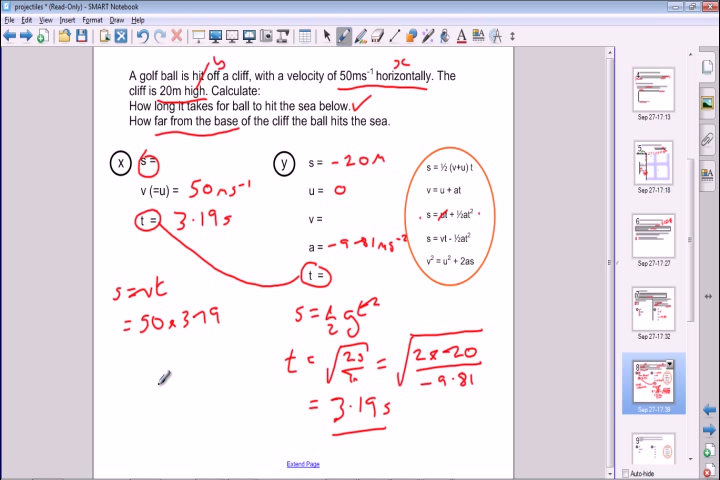 projectiles * (Read-Only) - SMART Notebook
File Edit View Insert Format Tools Add-ons Help
y x
A golf ball is hit off a cliff, with a velocity of 50ms⁻¹ horizontally. The
cliff is 20m high. Calculate:
How long it takes for ball to hit the sea below. ✓
How far from the base of the cliff the ball hits the sea.
x s =
v (=u) = 50ms⁻¹
t = 3.19s
y s = -20m
u = 0
v =
a = -9.81ms⁻²
t =
s = ½ (v+u) t
v = u + at
s = ut + ½at²
s = vt - ½at²
v² = u² + 2as
s=vt
= 50 x 3.19
s = ½gt²
= √(2x-20/-9.81)
= 3.19s
Extend Page
Sep 27-17:13
Sep 27-17:17
Sep 27-17:27
Sep 27-17:32
Sep 27-17:39
Auto-hide